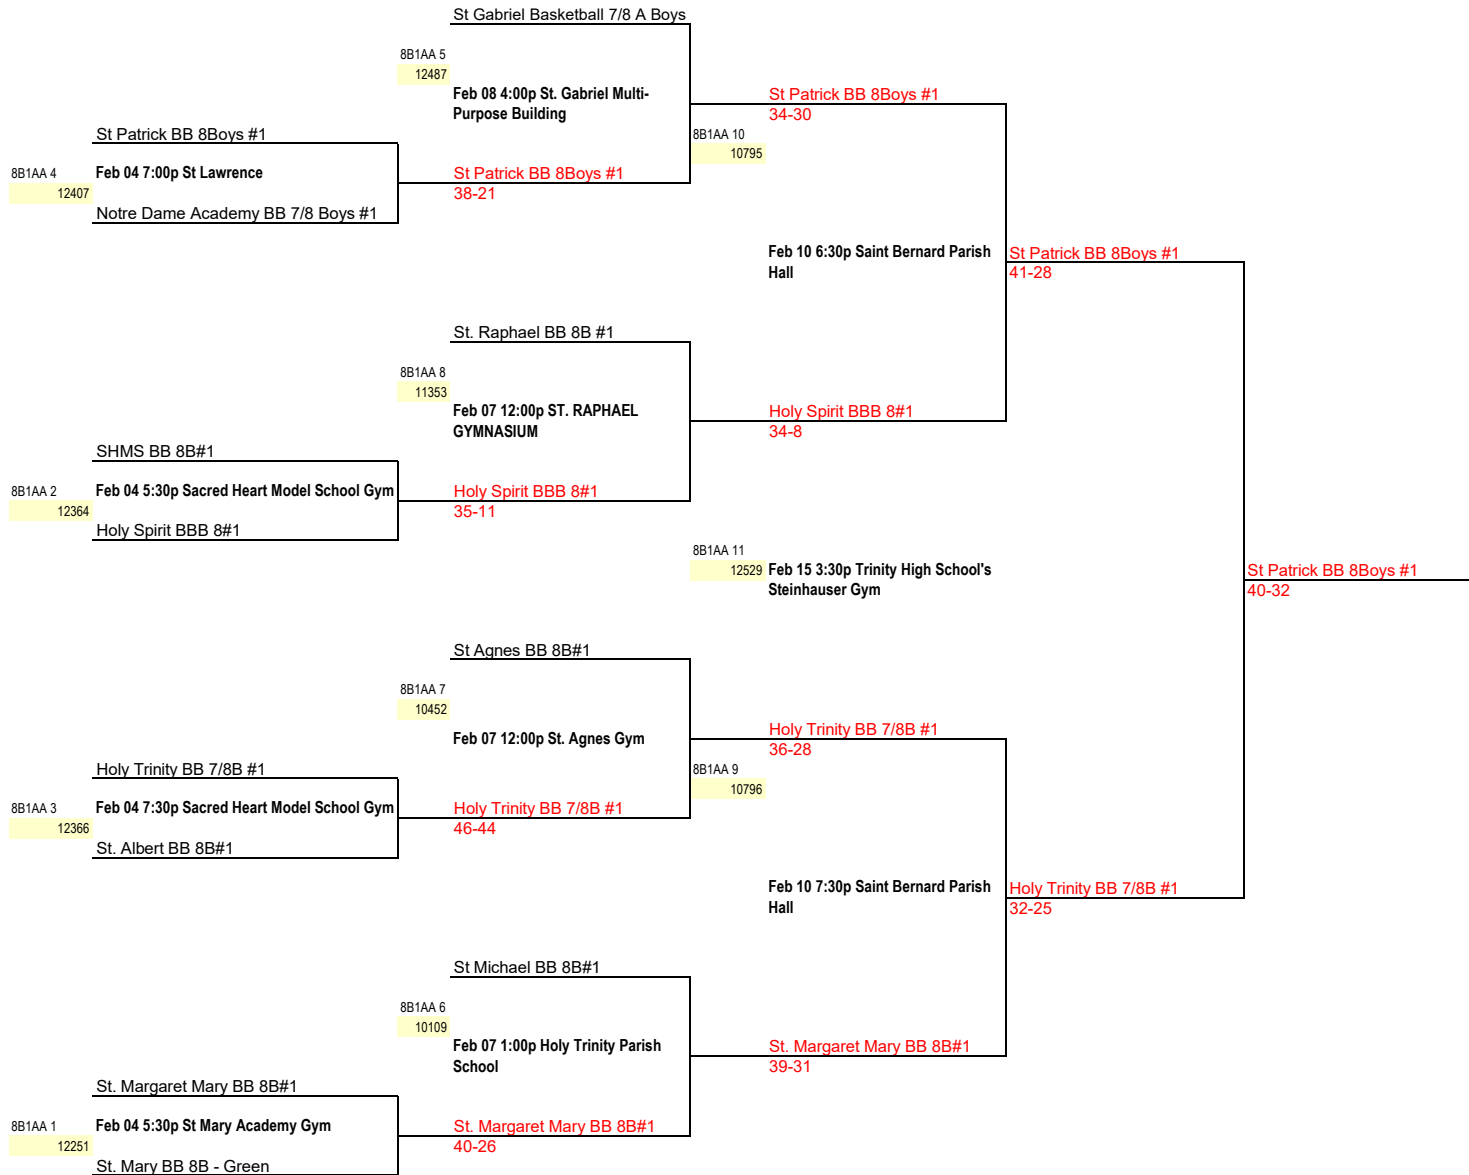 St Gabriel Basketball 7/8 A Boys
8B1AA 5
12487
Feb 08 4:00p St. Gabriel Multi-
Purpose Building
St Patrick BB 8Boys #1
34-30
St Patrick BB 8Boys #1
8B1AA 10
10795
8B1AA 4
Feb 04 7:00p St Lawrence
12407
St Patrick BB 8Boys #1
38-21
Notre Dame Academy BB 7/8 Boys #1
Feb 10 6:30p Saint Bernard Parish
Hall
St Patrick BB 8Boys #1
41-28
St. Raphael BB 8B #1
8B1AA 8
11353
Feb 07 12:00p ST. RAPHAEL
GYMNASIUM
Holy Spirit BBB 8#1
34-8
SHMS BB 8B#1
8B1AA 2
Feb 04 5:30p Sacred Heart Model School Gym
12364
Holy Spirit BBB 8#1
35-11
Holy Spirit BBB 8#1
8B1AA 11
12529
Feb 15 3:30p Trinity High School's
Steinhauser Gym
St Patrick BB 8Boys #1
40-32
St Agnes BB 8B#1
8B1AA 7
10452
Feb 07 12:00p St. Agnes Gym
Holy Trinity BB 7/8B #1
36-28
Holy Trinity BB 7/8B #1
8B1AA 9
10796
8B1AA 3
Feb 04 7:30p Sacred Heart Model School Gym
12366
Holy Trinity BB 7/8B #1
46-44
St. Albert BB 8B#1
Feb 10 7:30p Saint Bernard Parish
Hall
Holy Trinity BB 7/8B #1
32-25
St Michael BB 8B#1
8B1AA 6
10109
Feb 07 1:00p Holy Trinity Parish
School
St. Margaret Mary BB 8B#1
39-31
St. Margaret Mary BB 8B#1
8B1AA 1
Feb 04 5:30p St Mary Academy Gym
12251
St. Margaret Mary BB 8B#1
40-26
St. Mary BB 8B - Green